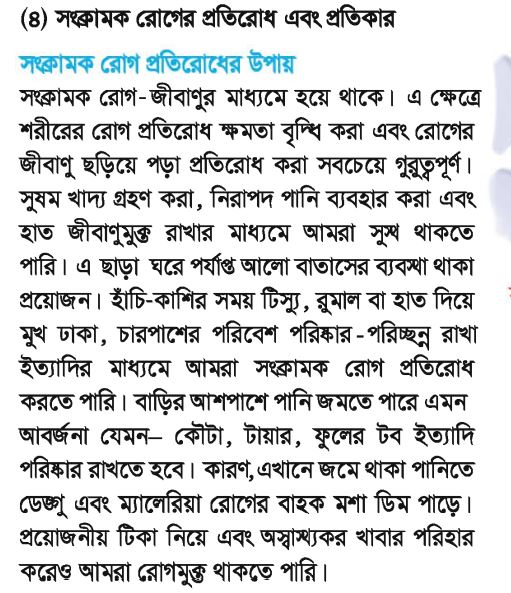 (৪) সংক্রামক রোগের প্রতিরোধ এবং প্রতিকার
সংক্রামক রোগ প্রতিরোধের উপায়
সংক্রামক রোগ-জীবাণুর মাধ্যমে হয়ে থাকে। এ ক্ষেত্রে
শরীরের রোগ প্রতিরোধ ক্ষমতা বৃদ্ধি করা এবং রোগের
জীবাণু ছড়িয়ে পড়া প্রতিরোধ করা সবচেয়ে গুরুত্বপূর্ণ।
সুষম খাদ্য গ্রহণ করা, নিরাপদ পানি ব্যবহার করা এবং
হাত জীবাণুমুক্ত রাখার মাধ্যমে আমরা সুস্থ থাকতে
পারি। এ ছাড়া ঘরে পর্যাপ্ত আলো বাতাসের ব্যবস্থা থাকা
প্রয়োজন। হাঁচি-কাশির সময় টিস্যু, রুমাল বা হাত দিয়ে
মুখ ঢাকা, চারপাশের পরিবেশ পরিষ্কার-পরিচ্ছন্ন রাখা
ইত্যাদির মাধ্যমে আমরা সংক্রামক রোগ প্রতিরোধ
করতে পারি। বাড়ির আশপাশে পানি জমতে পারে এমন
আবর্জনা যেমন– কৌটা, টায়ার, ফুলের টব ইত্যাদি
পরিষ্কার রাখতে হবে। কারণ, এখানে জমে থাকা পানিতে
ডেঙ্গু এবং ম্যালেরিয়া রোগের বাহক মশা ডিম পাড়ে।
প্রয়োজনীয় টিকা নিয়ে এবং অস্বাস্থ্যকর খাবার পরিহার
করেও আমরা রোগমুক্ত থাকতে পারি।